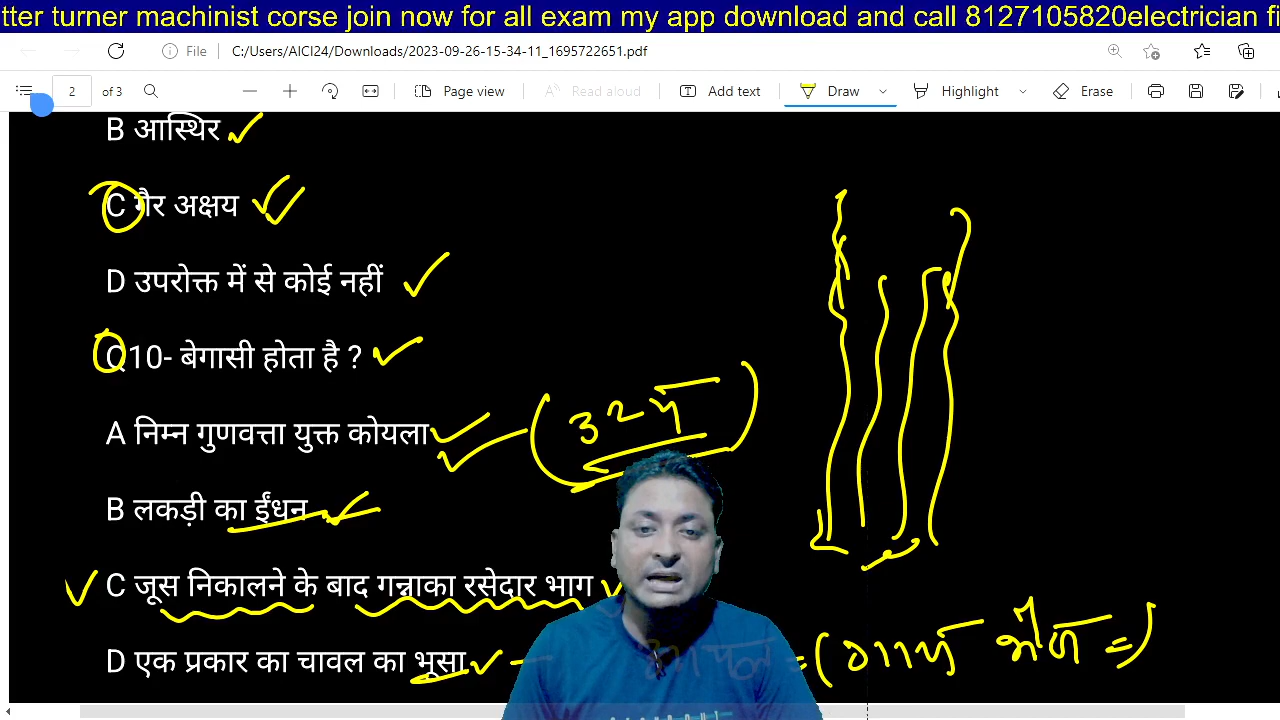 tter turner machinist corse join now for all exam my app download and call 8127105820electrician fi
File C:/Users/AICI24/Downloads/2023-09-26-15-34-11_1695722651.pdf
2 of 3 Page view Read aloud Add text Draw Highlight Erase
B आस्थिर
C गैर अक्षय
D उपरोक्त में से कोई नहीं
Q10- बेगासी होता है ?
A निम्न गुणवत्ता युक्त कोयला
B लकड़ी का ईंधन
C जूस निकालने के बाद गन्नाका रसेदार भाग
D एक प्रकार का चावल का भूसा